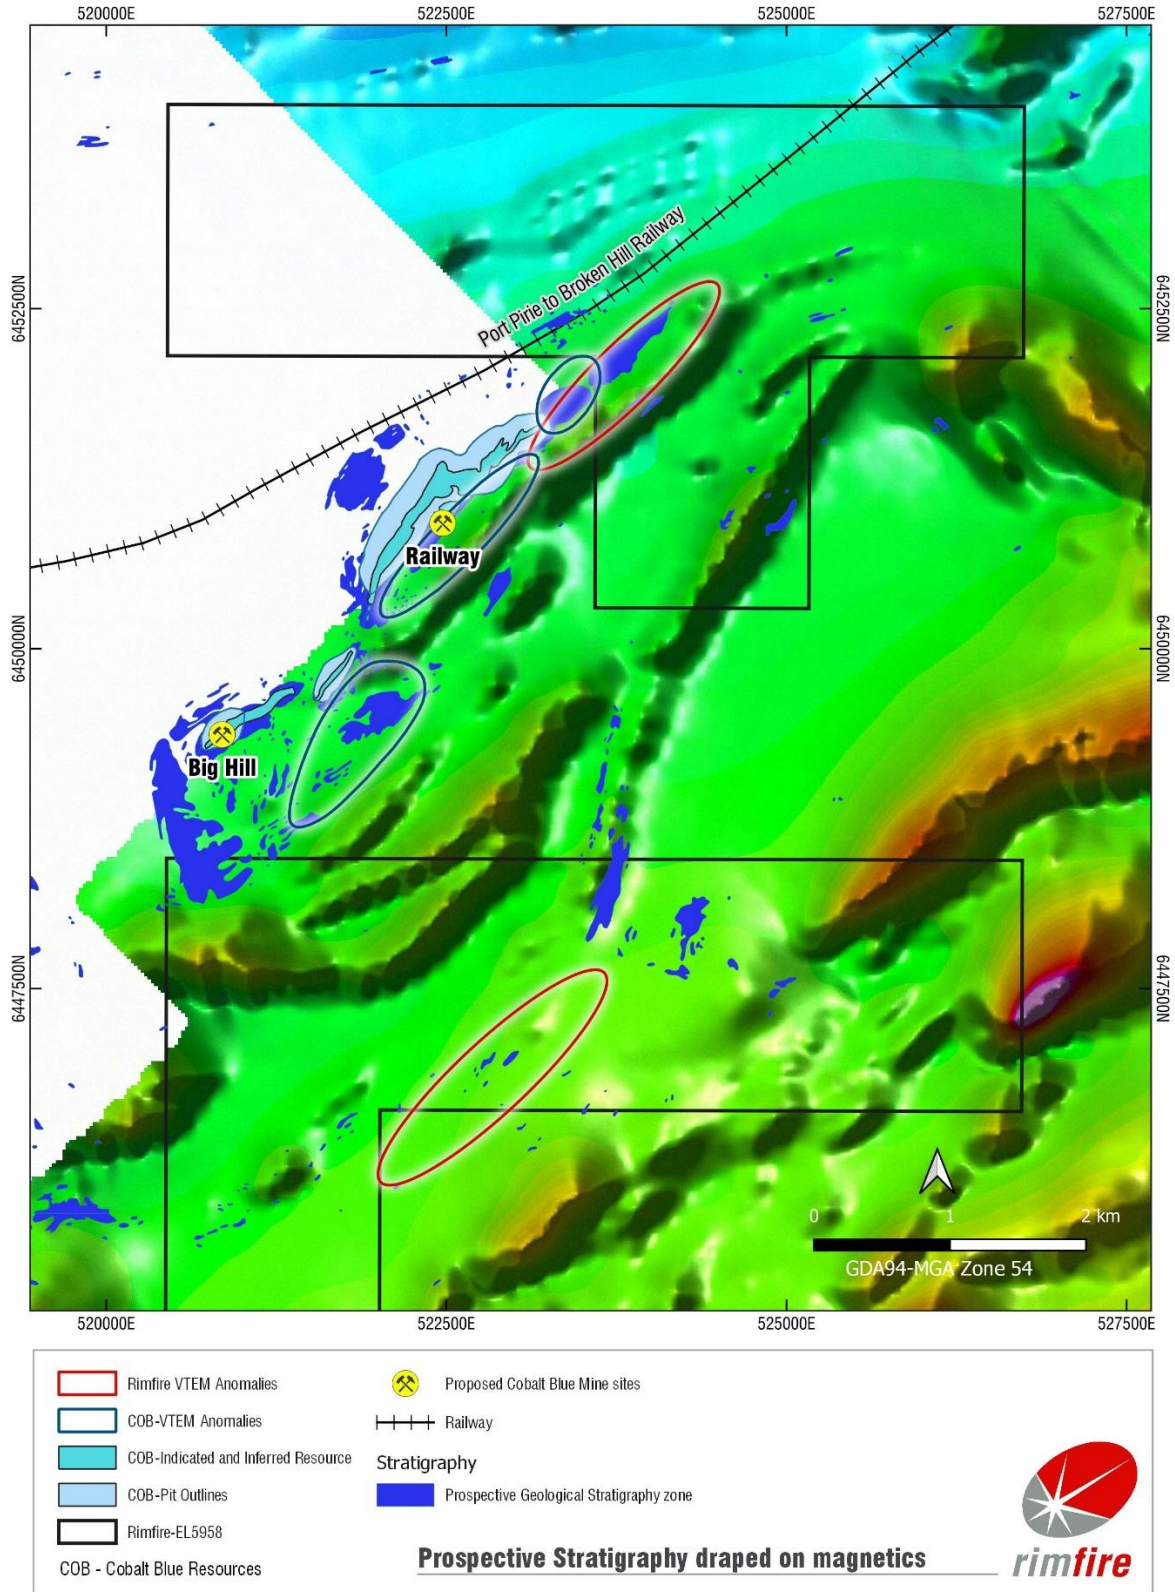 520000E 522500E 525000E 527500E
6452500N
6452500N
Port Pirie to Broken Hill Railway
Railway
6450000N
6450000N
Big Hill
6447500N
6447500N
0 1 2 km
GDA94-MGA Zone 54
520000E 522500E 525000E 527500E
Rimfire VTEM Anomalies
COB-VTEM Anomalies
COB-Indicated and Inferred Resource
COB-Pit Outlines
Rimfire-EL5958
COB - Cobalt Blue Resources
Proposed Cobalt Blue Mine sites
Railway
Stratigraphy
Prospective Geological Stratigraphy zone
Prospective Stratigraphy draped on magnetics
rimfire